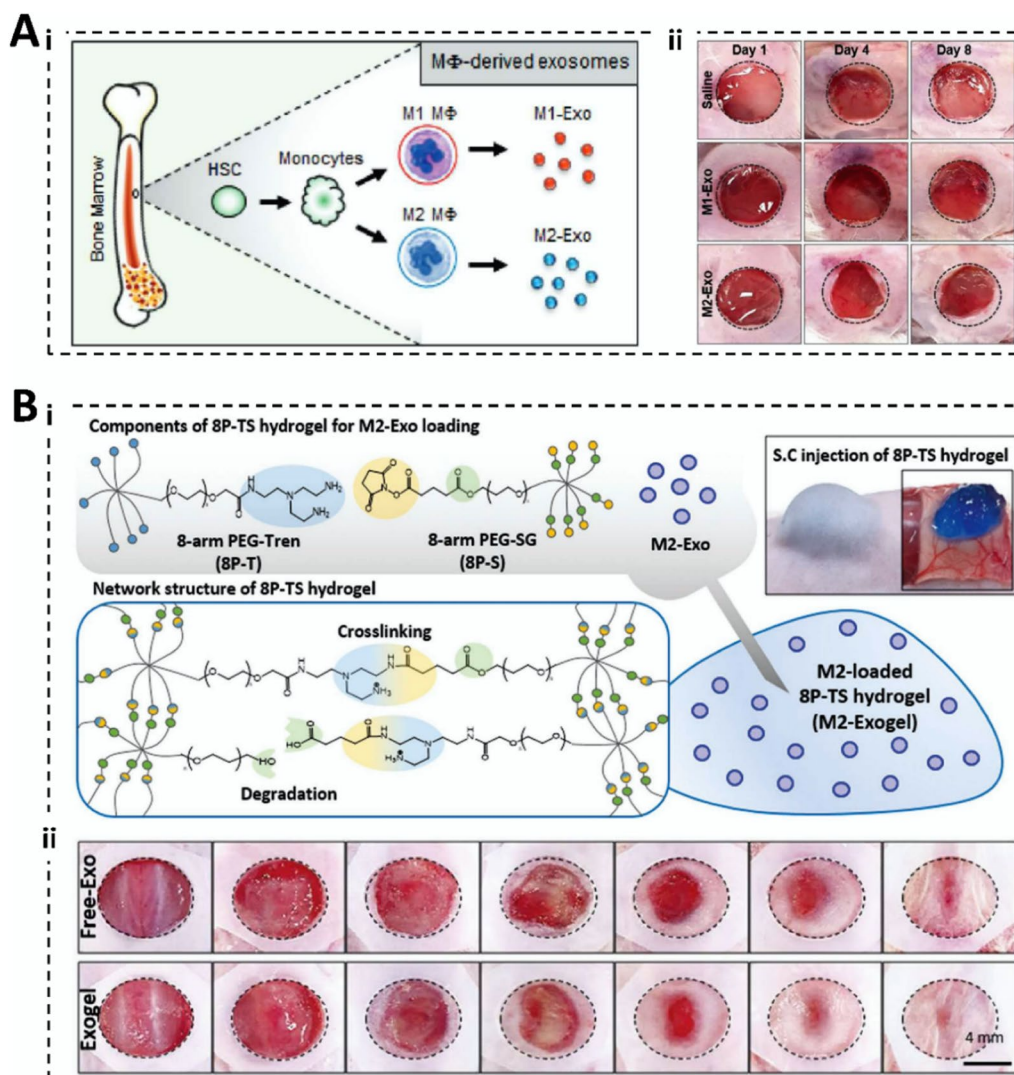 A
i
MΦ-derived exosomes
Bone Marrow
HSC
Monocytes
M1 MΦ
M2 MΦ
M1-Exo
M2-Exo
ii
Day 1
Day 4
Day 8
Saline
M1-Exo
M2-Exo
B
i
Components of 8P-TS hydrogel for M2-Exo loading
O
n
O
O
H
N
N
NH₂
NH₂
O
N
O
O
O
O
O
O
n
8-arm PEG-Tren
(8P-T)
8-arm PEG-SG
(8P-S)
M2-Exo
S.C injection of 8P-TS hydrogel
Network structure of 8P-TS hydrogel
Crosslinking
Degradation
M2-loaded
8P-TS hydrogel
(M2-Exogel)
ii
Free-Exo
Exogel
4 mm